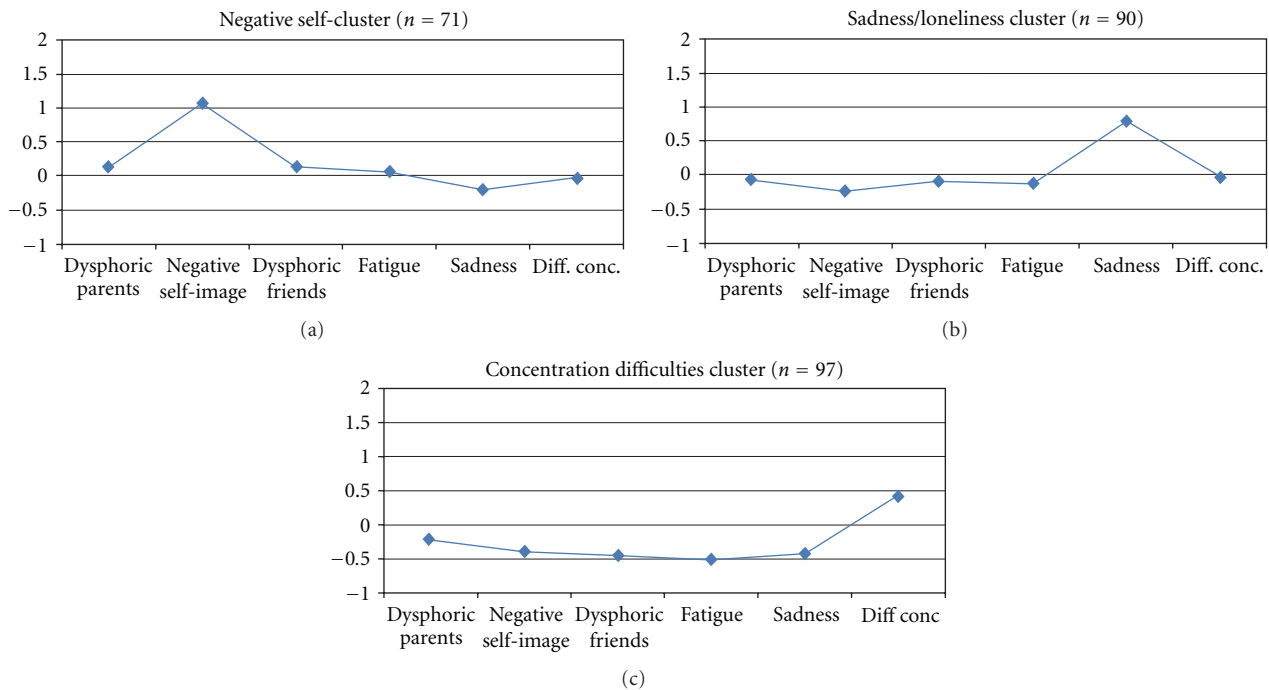 Negative self-cluster (n = 71)
2
1.5
1
0.5
0
−0.5
−1
Dysphoric parents
Negative self-image
Dysphoric friends
Fatigue
Sadness
Diff. conc.
(a)
Sadness/loneliness cluster (n = 90)
2
1.5
1
0.5
0
−0.5
−1
Dysphoric parents
Negative self-image
Dysphoric friends
Fatigue
Sadness
Diff. conc.
(b)
Concentration difficulties cluster (n = 97)
2
1.5
1
0.5
0
−0.5
−1
Dysphoric parents
Negative self-image
Dysphoric friends
Fatigue
Sadness
Diff conc
(c)